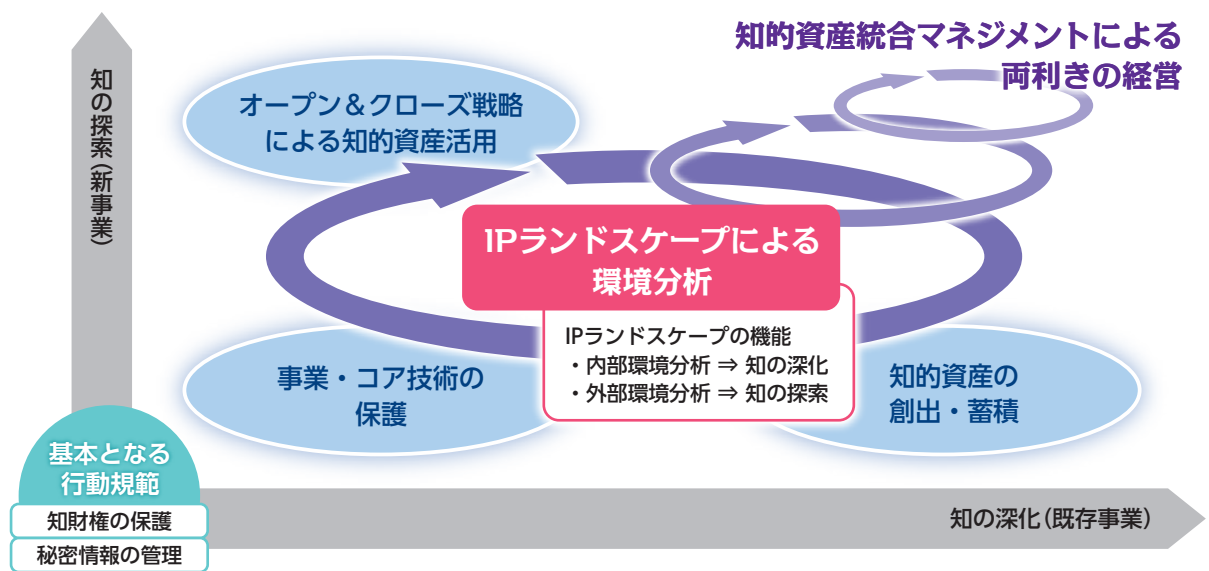 知的資産統合マネジメントによる
両利きの経営
知の探索(新事業)
オープン＆クローズ戦略
による知的資産活用
IPランドスケープによる
環境分析
IPランドスケープの機能
・内部環境分析 ⇒ 知の深化
・外部環境分析 ⇒ 知の探索
事業・コア技術の
保護
知的資産の
創出・蓄積
基本となる
行動規範
知財権の保護
秘密情報の管理
知の深化(既存事業)